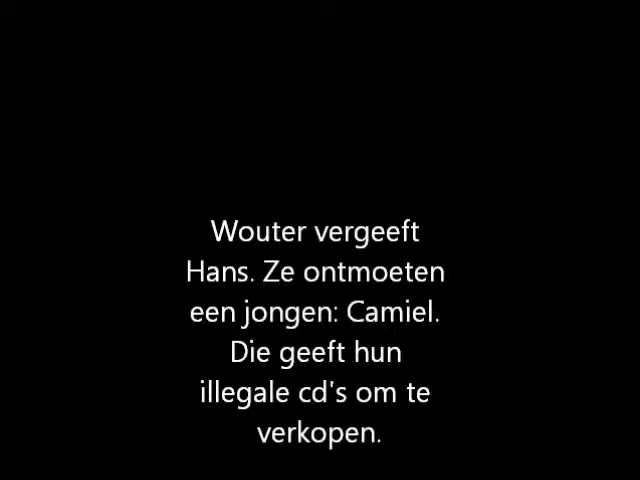 Wouter vergeeft
Hans. Ze ontmoeten
een jongen: Camiel.
Die geeft hun
illegale cd's om te
verkopen.